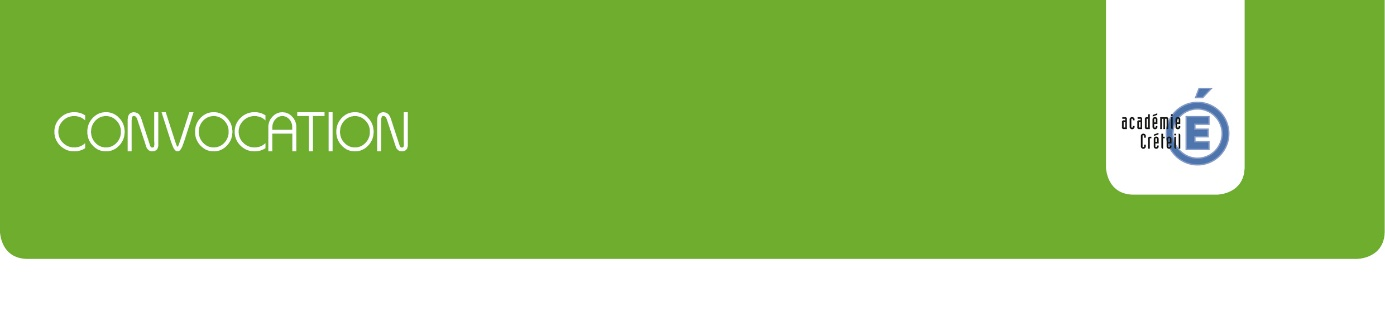 CONVOCATION
académie
Créteil
É